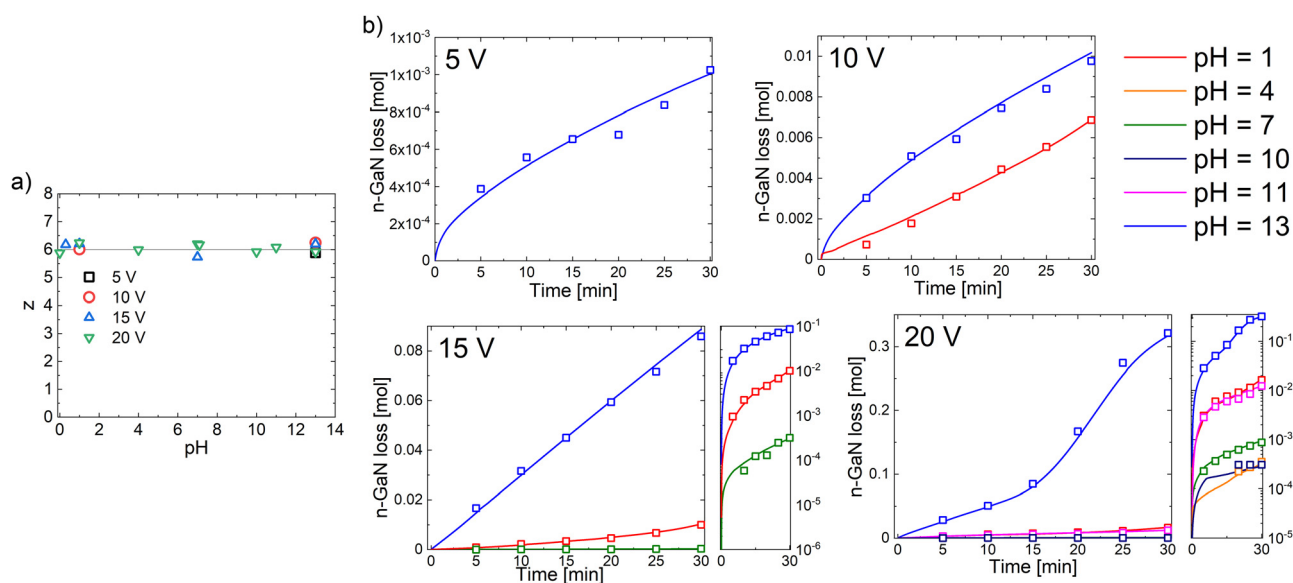 a)
z
8
7
6
5
4
3
2
1
0
5 V
10 V
15 V
20 V
0 2 4 6 8 10 12 14
pH
b)
5 V
n-GaN loss [mol]
1x10⁻³
1x10⁻³
8x10⁻⁴
6x10⁻⁴
4x10⁻⁴
2x10⁻⁴
0
5 10 15 20 25 30
Time [min]
10 V
n-GaN loss [mol]
0.01
0.008
0.006
0.004
0.002
0
0 5 10 15 20 25 30
Time [min]
pH = 1
pH = 4
pH = 7
pH = 10
pH = 11
pH = 13
15 V
n-GaN loss [mol]
0.08
0.06
0.04
0.02
0
0 5 10 15 20 25 30
Time [min]
10⁻¹
10⁻²
10⁻³
10⁻⁴
10⁻⁵
10⁻⁶
0 30
20 V
n-GaN loss [mol]
0.3
0.2
0.1
0
0 5 10 15 20 25 30
Time [min]
10⁻¹
10⁻²
10⁻³
10⁻⁴
10⁻⁵
0 30